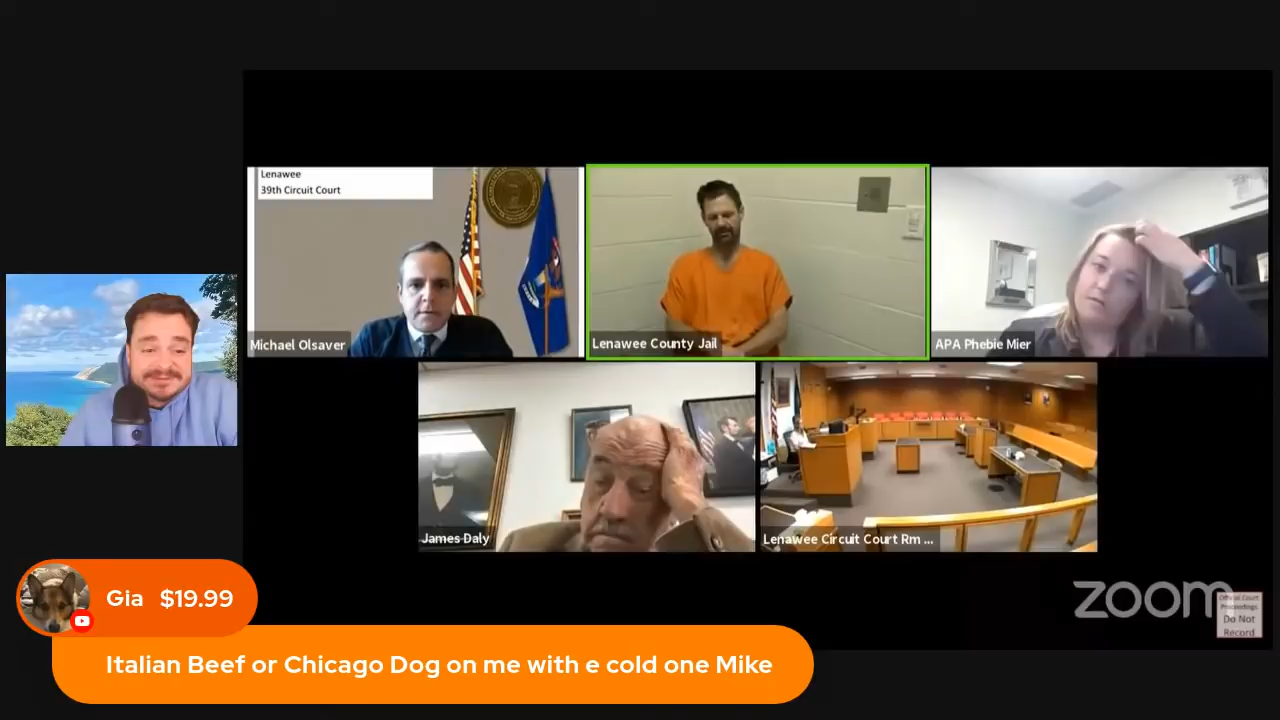 Lenawee
39th Circuit Court
Michael Olsaver
Lenawee County Jail
APA Phebie Mier
James Daly
Lenawee Circuit Court Rm ...
zoom
Official Court
Proceedings
Do Not
Record
Gia $19.99
Italian Beef or Chicago Dog on me with e cold one Mike